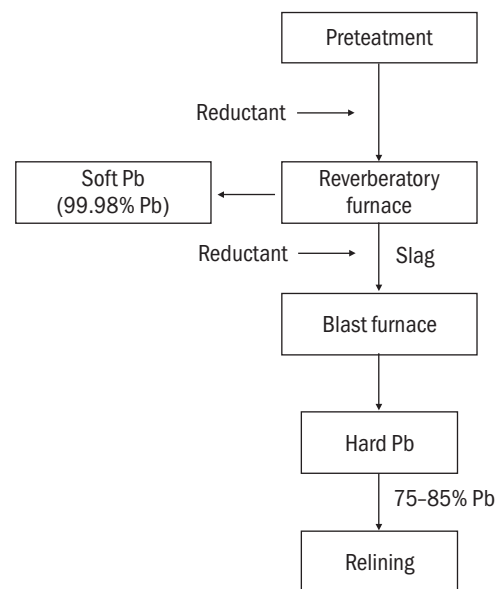 Preteatment
Reductant
Soft Pb
(99.98% Pb)
Reverberatory
furnace
Reductant
Slag
Blast furnace
Hard Pb
75–85% Pb
Relining